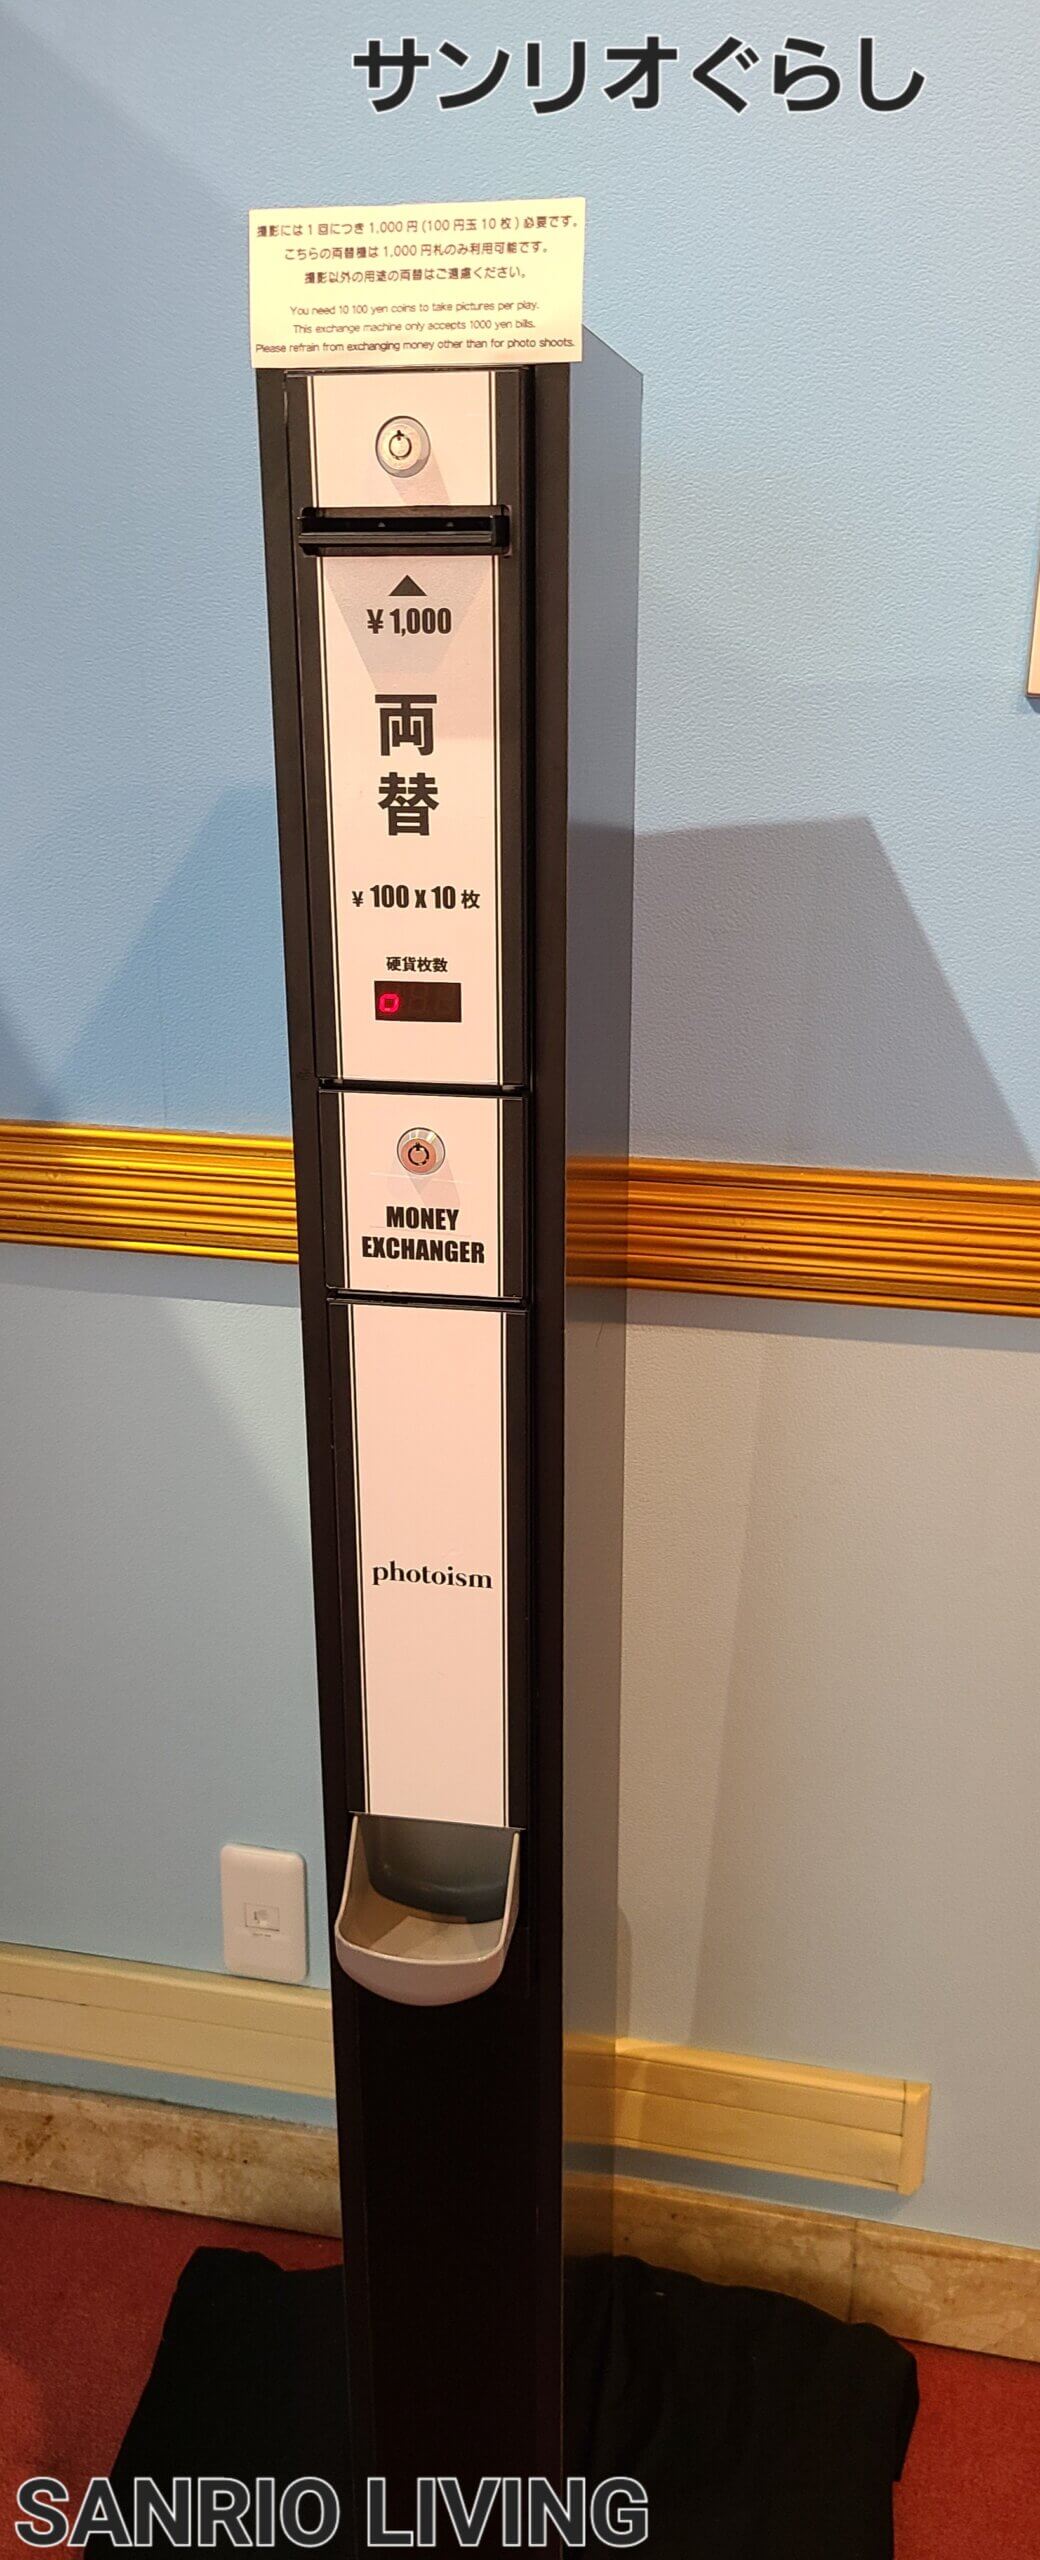 サンリオぐらし
撮影には1回につき1,000円(100円玉10枚)必要です。
こちらの両替機は1,000円札のみ利用可能です。
撮影以外の用途の両替はご遠慮ください。
You need 10 100 yen coins to take pictures per play.
This exchange machine only accepts 1000 yen bills.
Please refrain from exchanging money other than for photo shoots.
¥1,000
両
替
¥100 x 10枚
硬貨枚数
0
MONEY
EXCHANGER
photoism
SANRIO LIVING